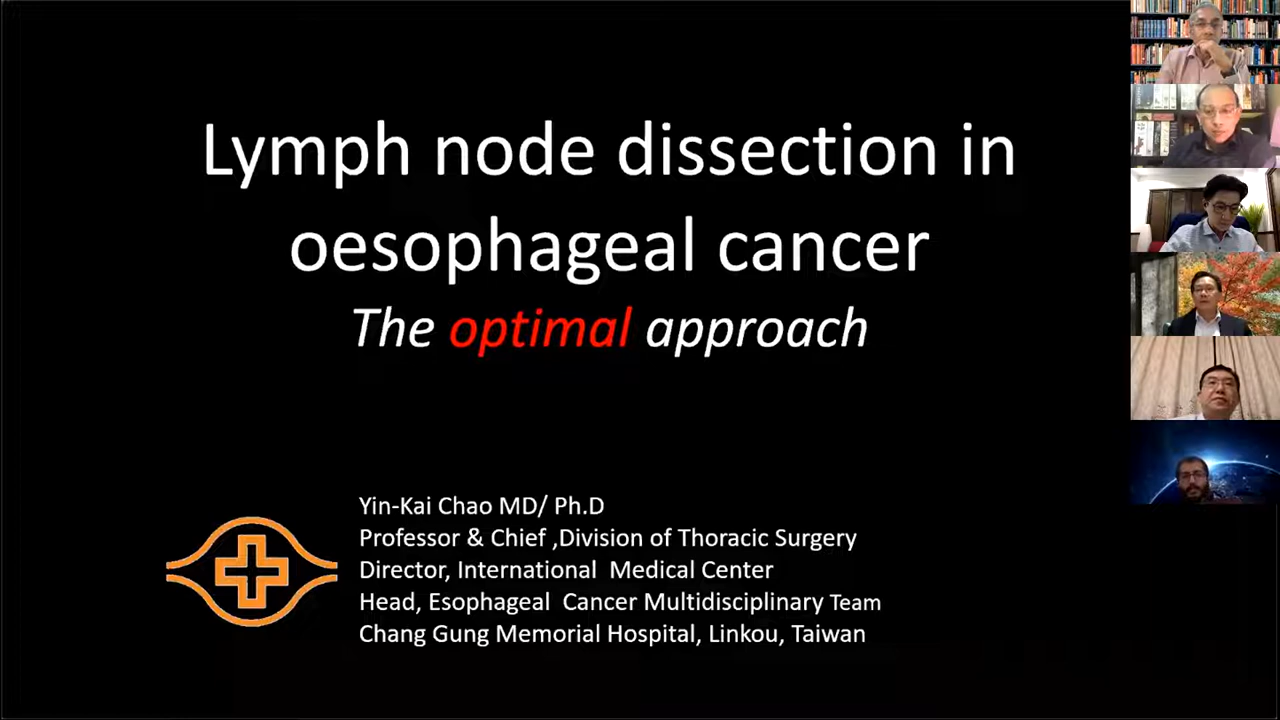 Lymph node dissection in
oesophageal cancer
The optimal approach
Yin-Kai Chao MD/ Ph.D
Professor & Chief ,Division of Thoracic Surgery
Director, International  Medical Center
Head, Esophageal  Cancer Multidisciplinary Team
Chang Gung Memorial Hospital, Linkou, Taiwan